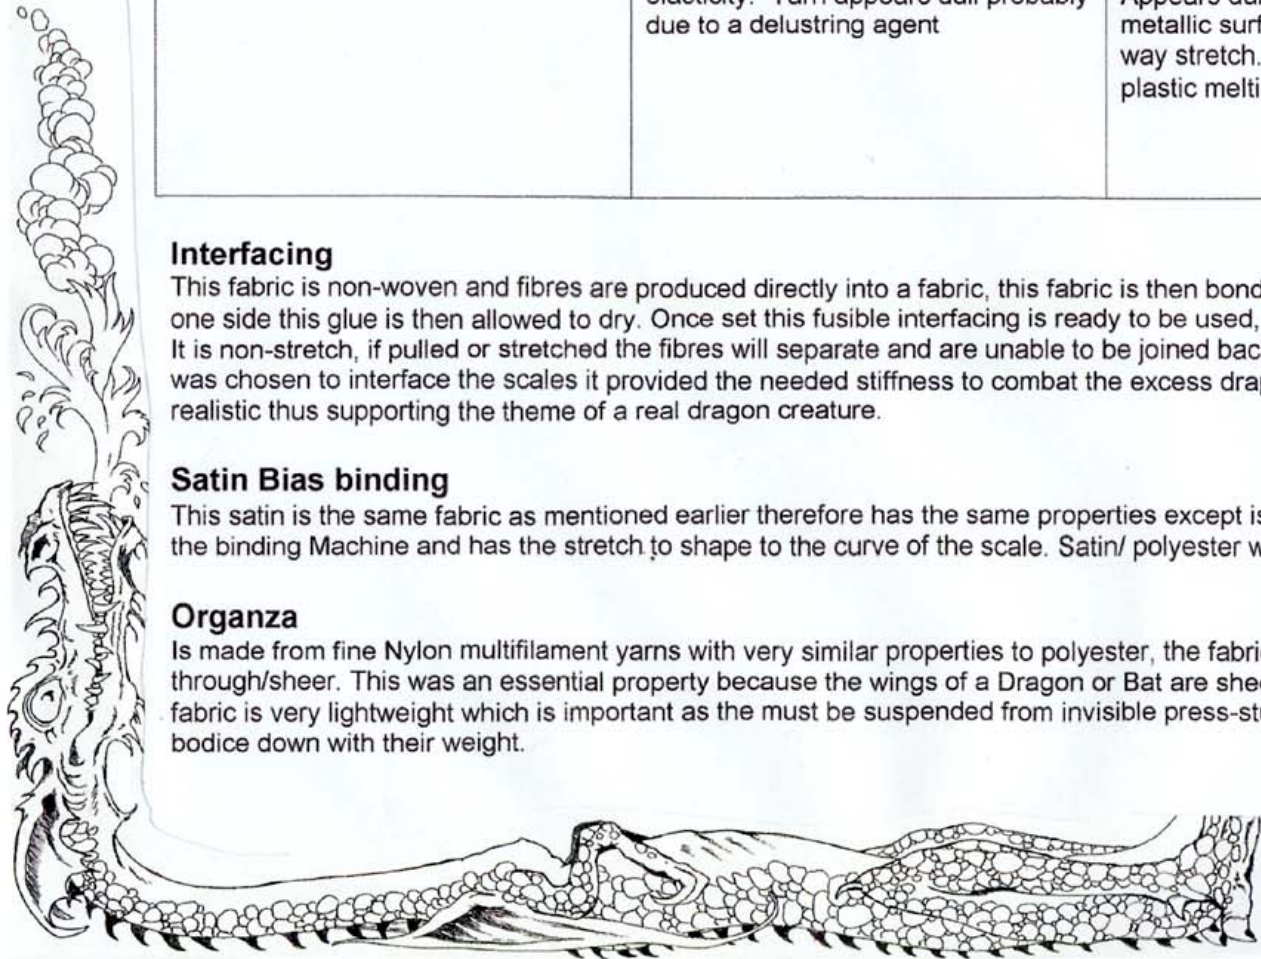 due to a delustring agent
metallic surf
way stretch.
plastic melti
Interfacing
This fabric is non-woven and fibres are produced directly into a fabric, this fabric is then bond
one side this glue is then allowed to dry. Once set this fusible interfacing is ready to be used,
It is non-stretch, if pulled or stretched the fibres will separate and are unable to be joined bac
was chosen to interface the scales it provided the needed stiffness to combat the excess dra
realistic thus supporting the theme of a real dragon creature.
Satin Bias binding
This satin is the same fabric as mentioned earlier therefore has the same properties except is
the binding Machine and has the stretch to shape to the curve of the scale. Satin/ polyester w
Organza
Is made from fine Nylon multifilament yarns with very similar properties to polyester, the fabri
through/sheer. This was an essential property because the wings of a Dragon or Bat are shee
fabric is very lightweight which is important as the must be suspended from invisible press-st
bodice down with their weight.